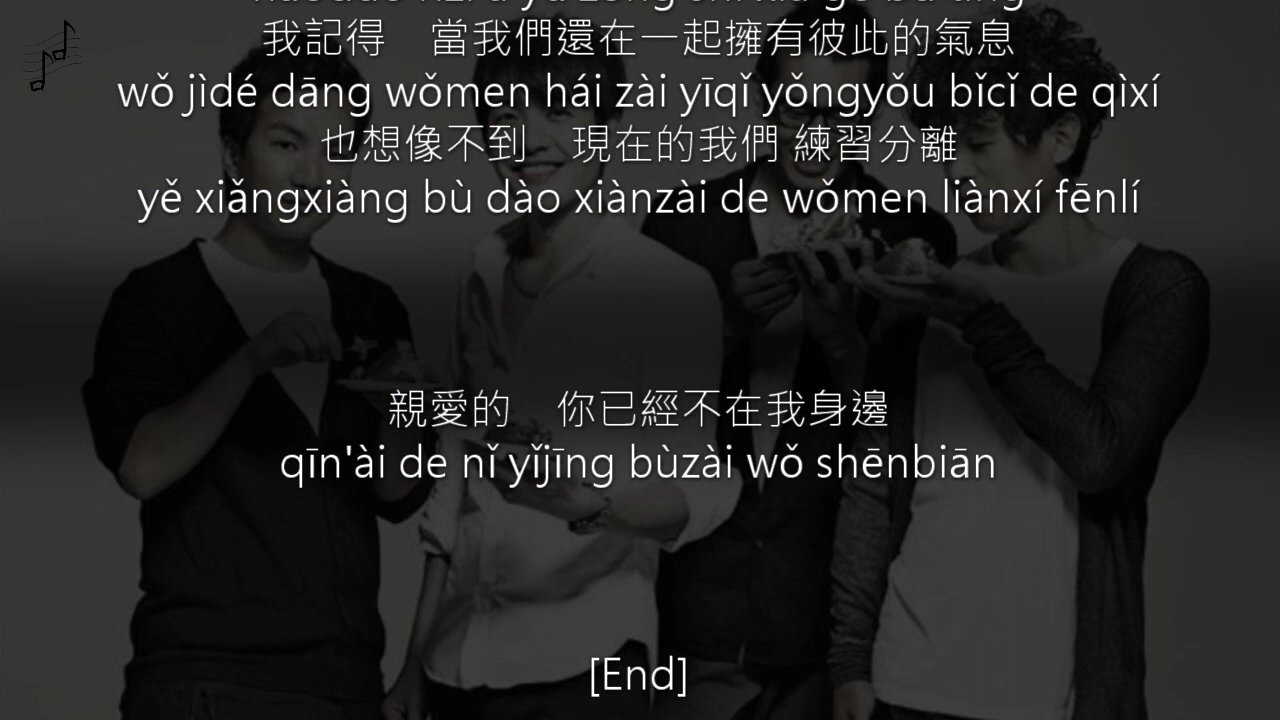 我記得 當我們還在一起擁有彼此的氣息
wǒ jìdé dāng wǒmen hái zài yīqǐ yǒngyǒu bǐcǐ de qìxí
也想像不到 現在的我們 練習分離
yě xiǎngxiàng bù dào xiànzài de wǒmen liànxí fēnlí
親愛的 你已經不在我身邊
qīn'ài de nǐ yǐjīng bùzài wǒ shēnbiān
[End]